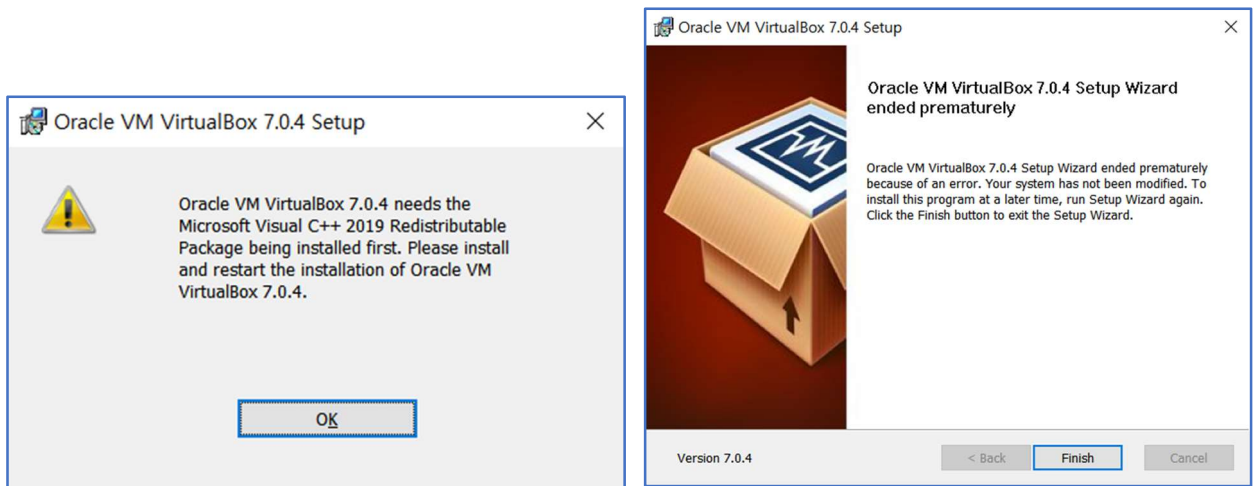 Oracle VM VirtualBox 7.0.4 Setup
Oracle VM VirtualBox 7.0.4 needs the
Microsoft Visual C++ 2019 Redistributable
Package being installed first. Please install
and restart the installation of Oracle VM
VirtualBox 7.0.4.
OK
Oracle VM VirtualBox 7.0.4 Setup
Oracle VM VirtualBox 7.0.4 Setup Wizard
ended prematurely
Oracle VM VirtualBox 7.0.4 Setup Wizard ended prematurely
because of an error. Your system has not been modified. To
install this program at a later time, run Setup Wizard again.
Click the Finish button to exit the Setup Wizard.
Version 7.0.4
< Back Finish Cancel